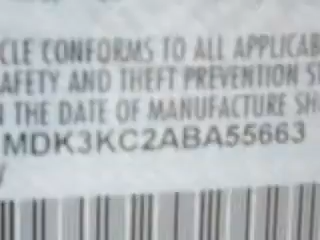 CLE CONFORMS TO ALL APPLICAB
AFETY AND THEFT PREVENTION S
THE DATE OF MANUFACTURE SH
MDK3KC2ABA55663